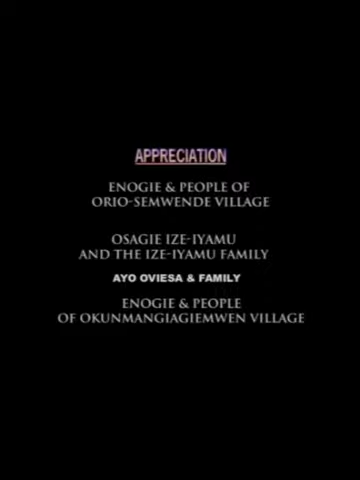 APPRECIATION
ENOGIE & PEOPLE OF
ORIO-SEMWENDE VILLAGE
OSAGIE IZE-IYAMU
AND THE IZE-IYAMU FAMILY
AYO OVIESA & FAMILY
ENOGIE & PEOPLE
OF OKUNMANGIAGIEMWEN VILLAGE